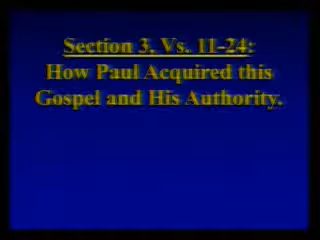 Section 3, Vs. 11-24:
How Paul Acquired this
Gospel and His Authority.